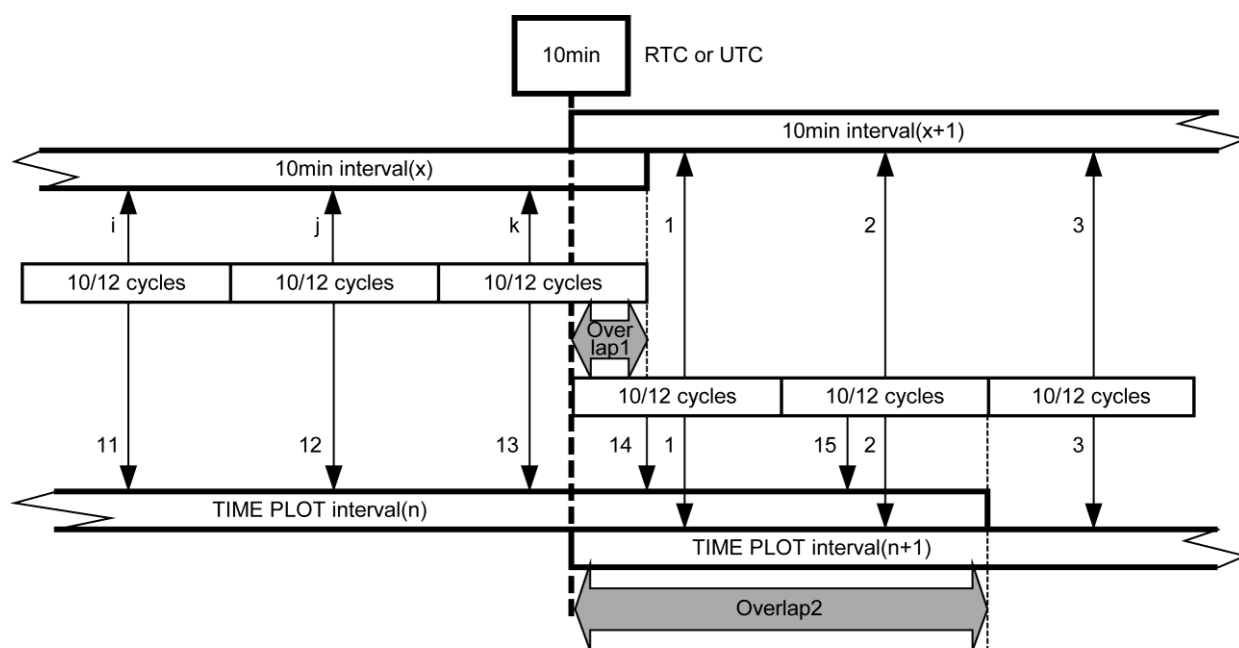 10min
RTC or UTC
10min interval(x+1)
10min interval(x)
i
j
k
1
2
3
10/12 cycles
10/12 cycles
10/12 cycles
Over
lap1
10/12 cycles
10/12 cycles
10/12 cycles
11
12
13
14
1
15
2
3
TIME PLOT interval(n)
TIME PLOT interval(n+1)
Overlap2